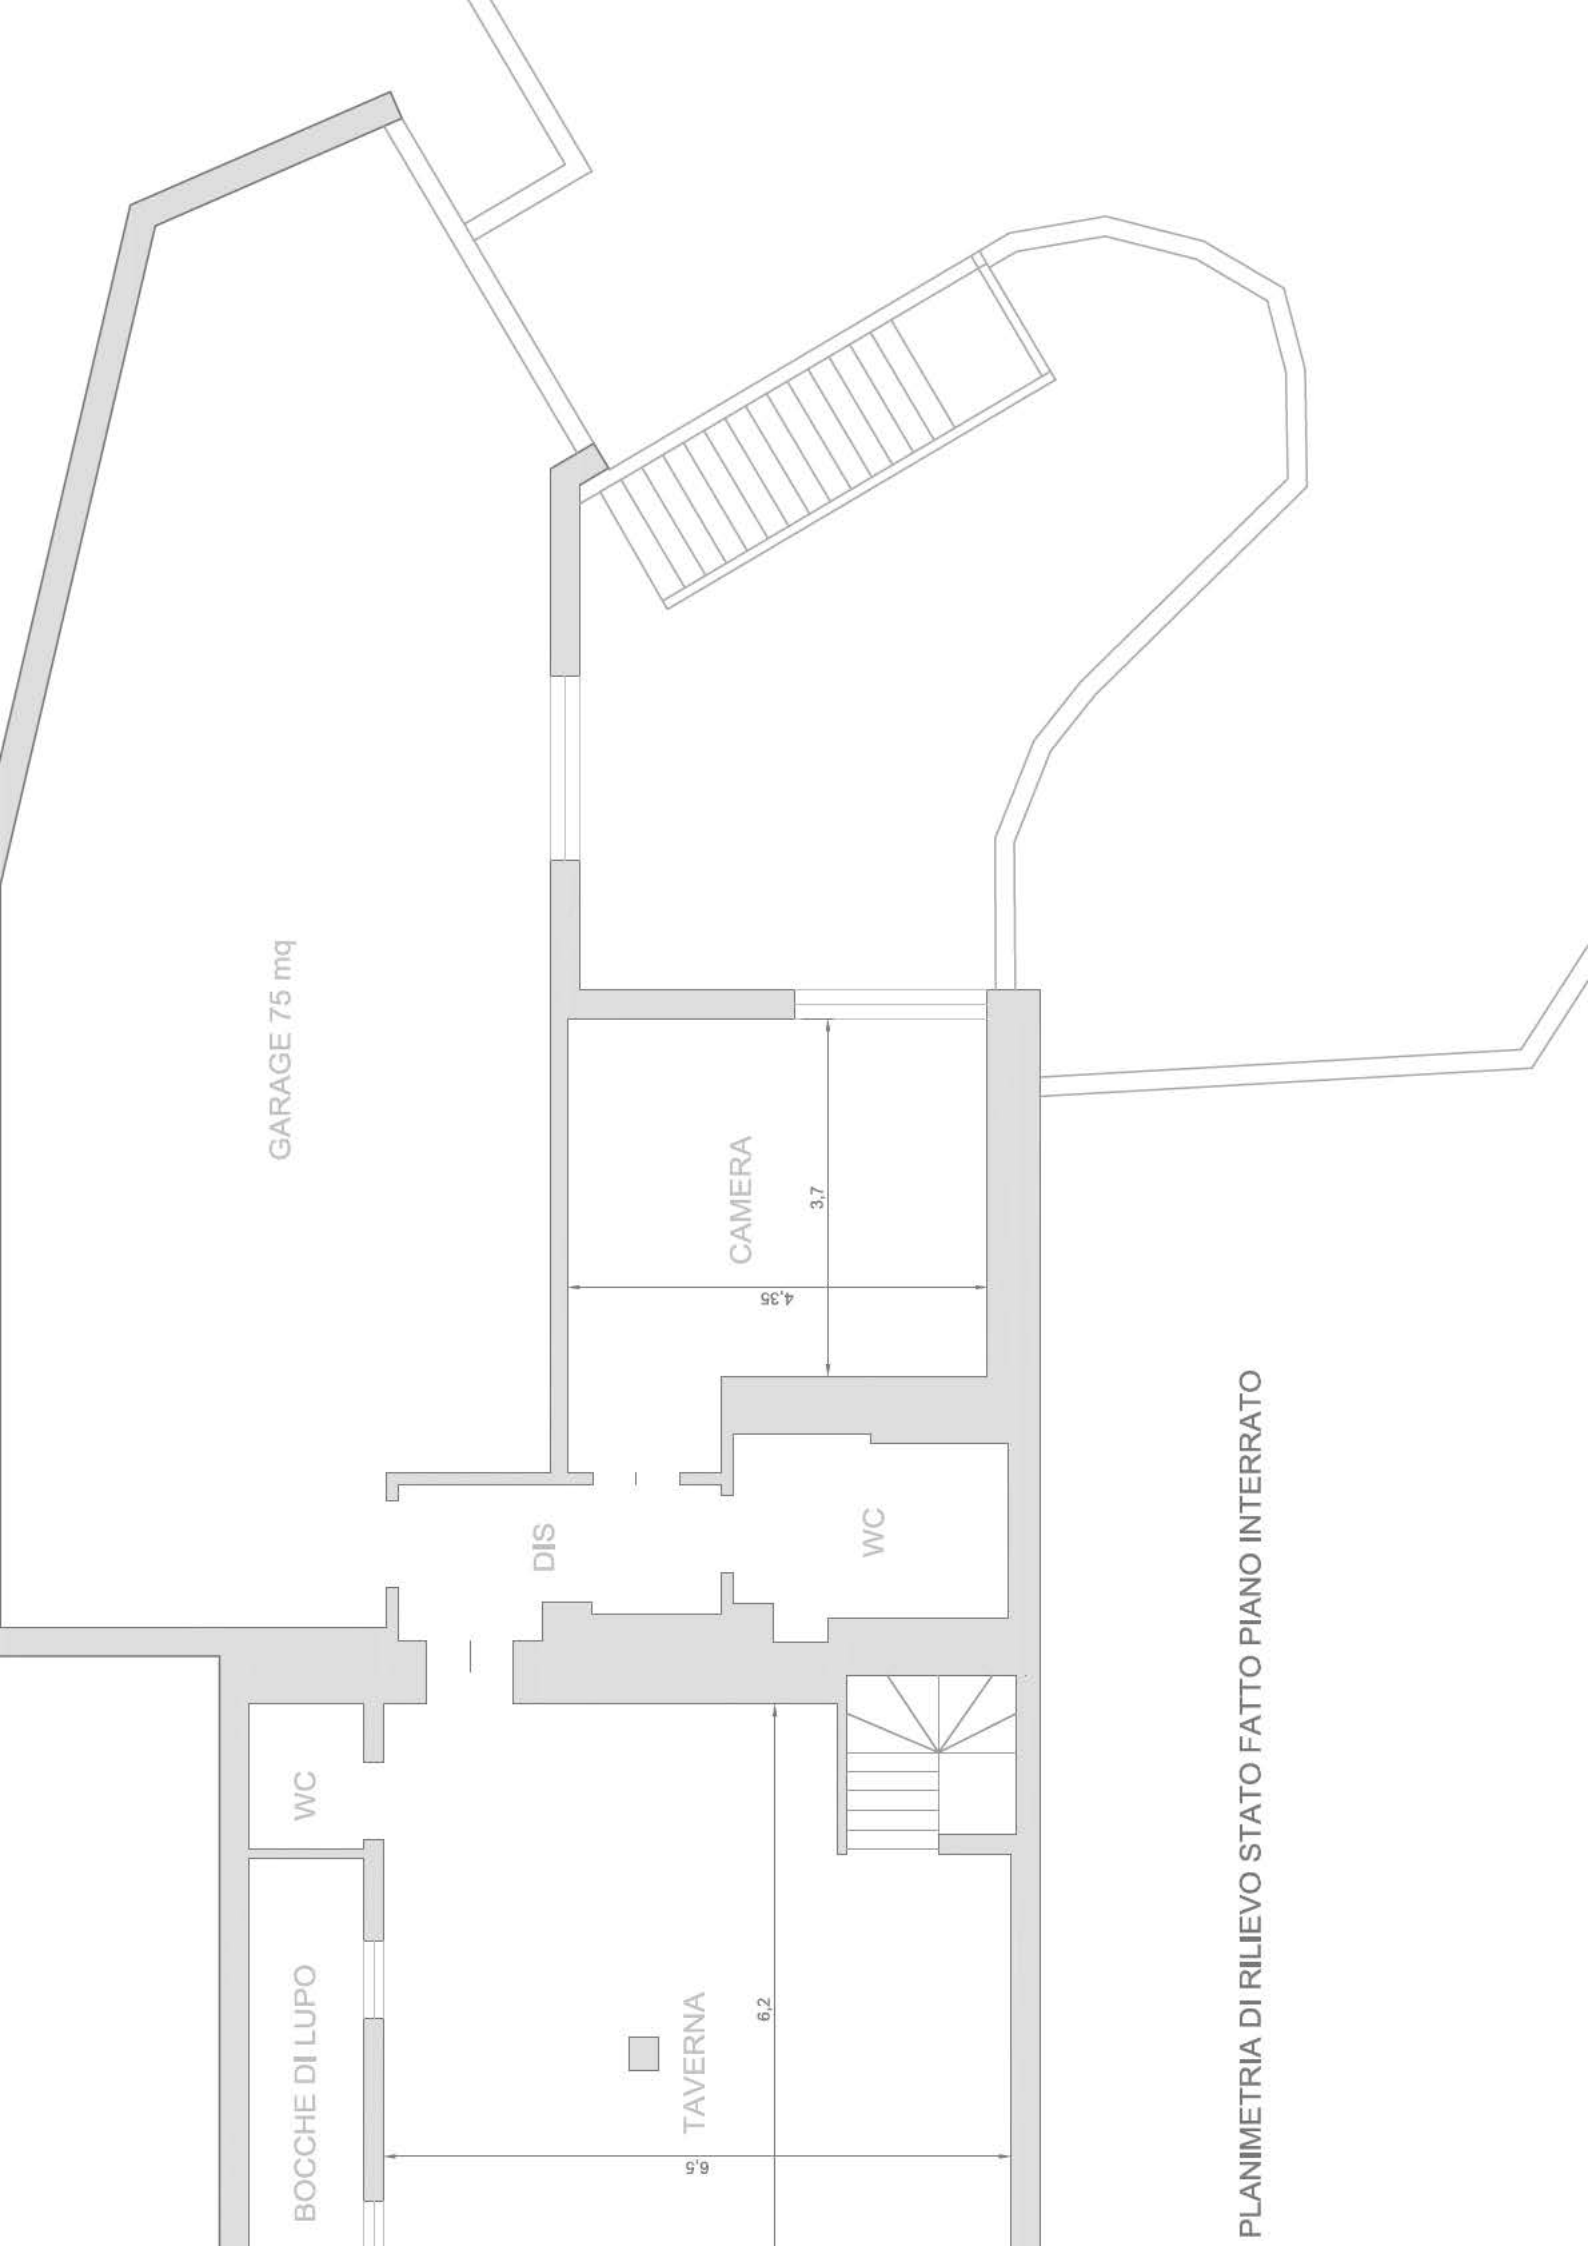 GARAGE 75 mq
CAMERA
3,7
4,35
DIS
WC
WC
BOCCHE DI LUPO
TAVERNA
6,2
6,5
PLANIMETRIA DI RILIEVO STATO FATTO PIANO INTERRATO